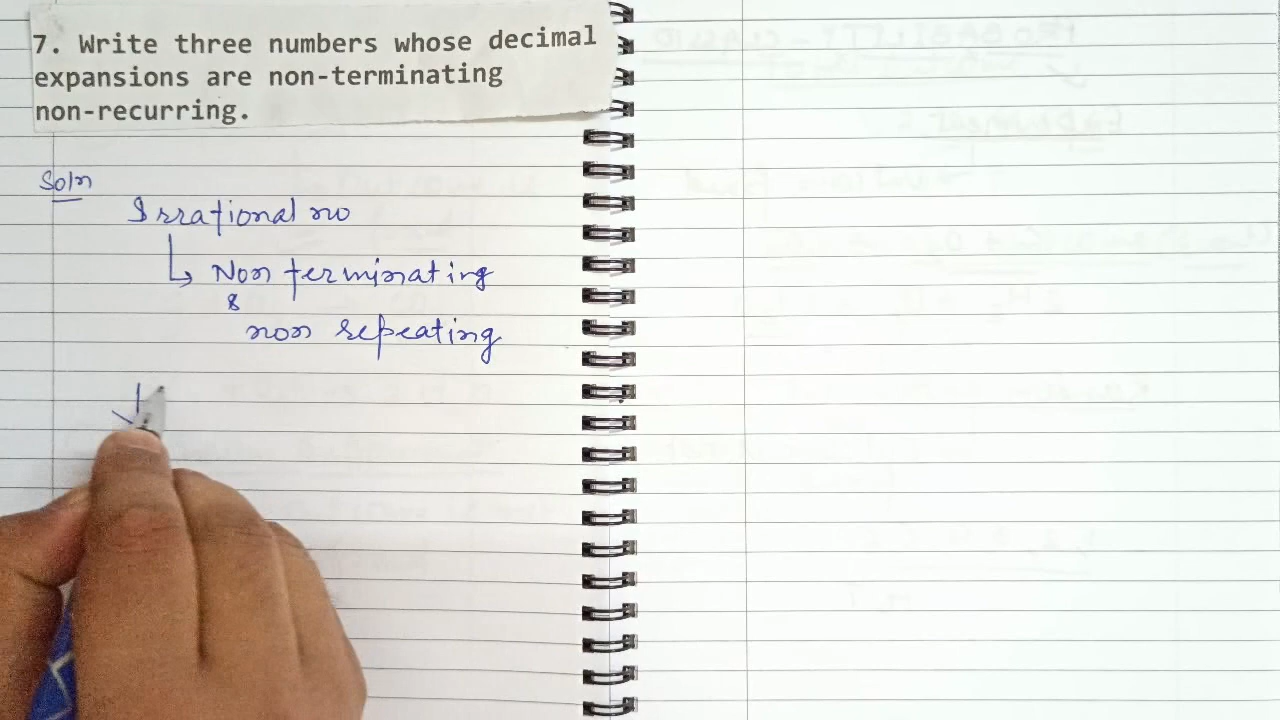 7. Write three numbers whose decimal
expansions are non-terminating
non-recurring.
Soln
Irrational no
Non terminating
&
non repeating